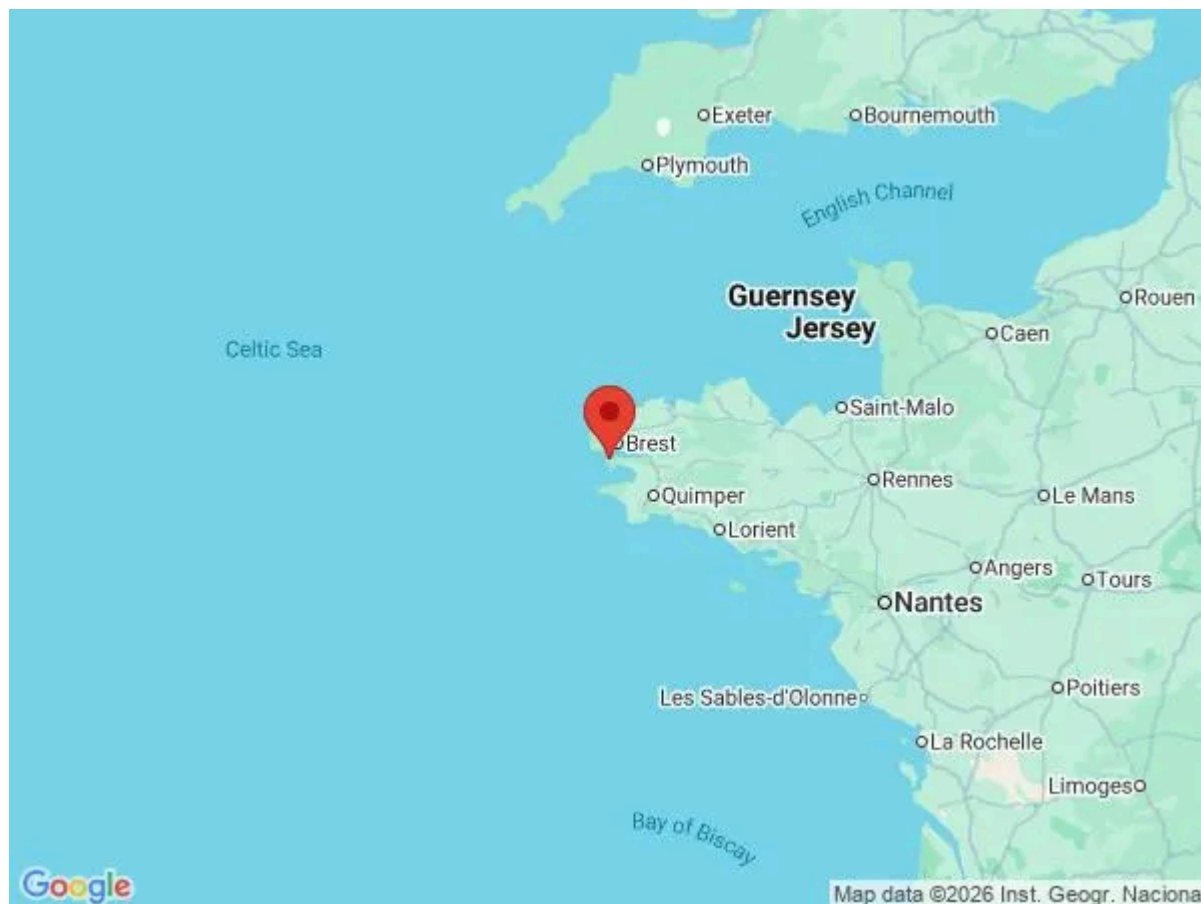 Exeter
Bournemouth
Plymouth
English Channel
Guernsey
Rouen
Jersey
Caen
Celtic Sea
Saint-Malo
Brest
Rennes
Quimper
Le Mans
Lorient
Angers
Tours
Nantes
Poitiers
Les Sables-d'Olonne
La Rochelle
Limoges
Bay of Biscay
Google
Map data ©2026 Inst. Geogr. Naciona